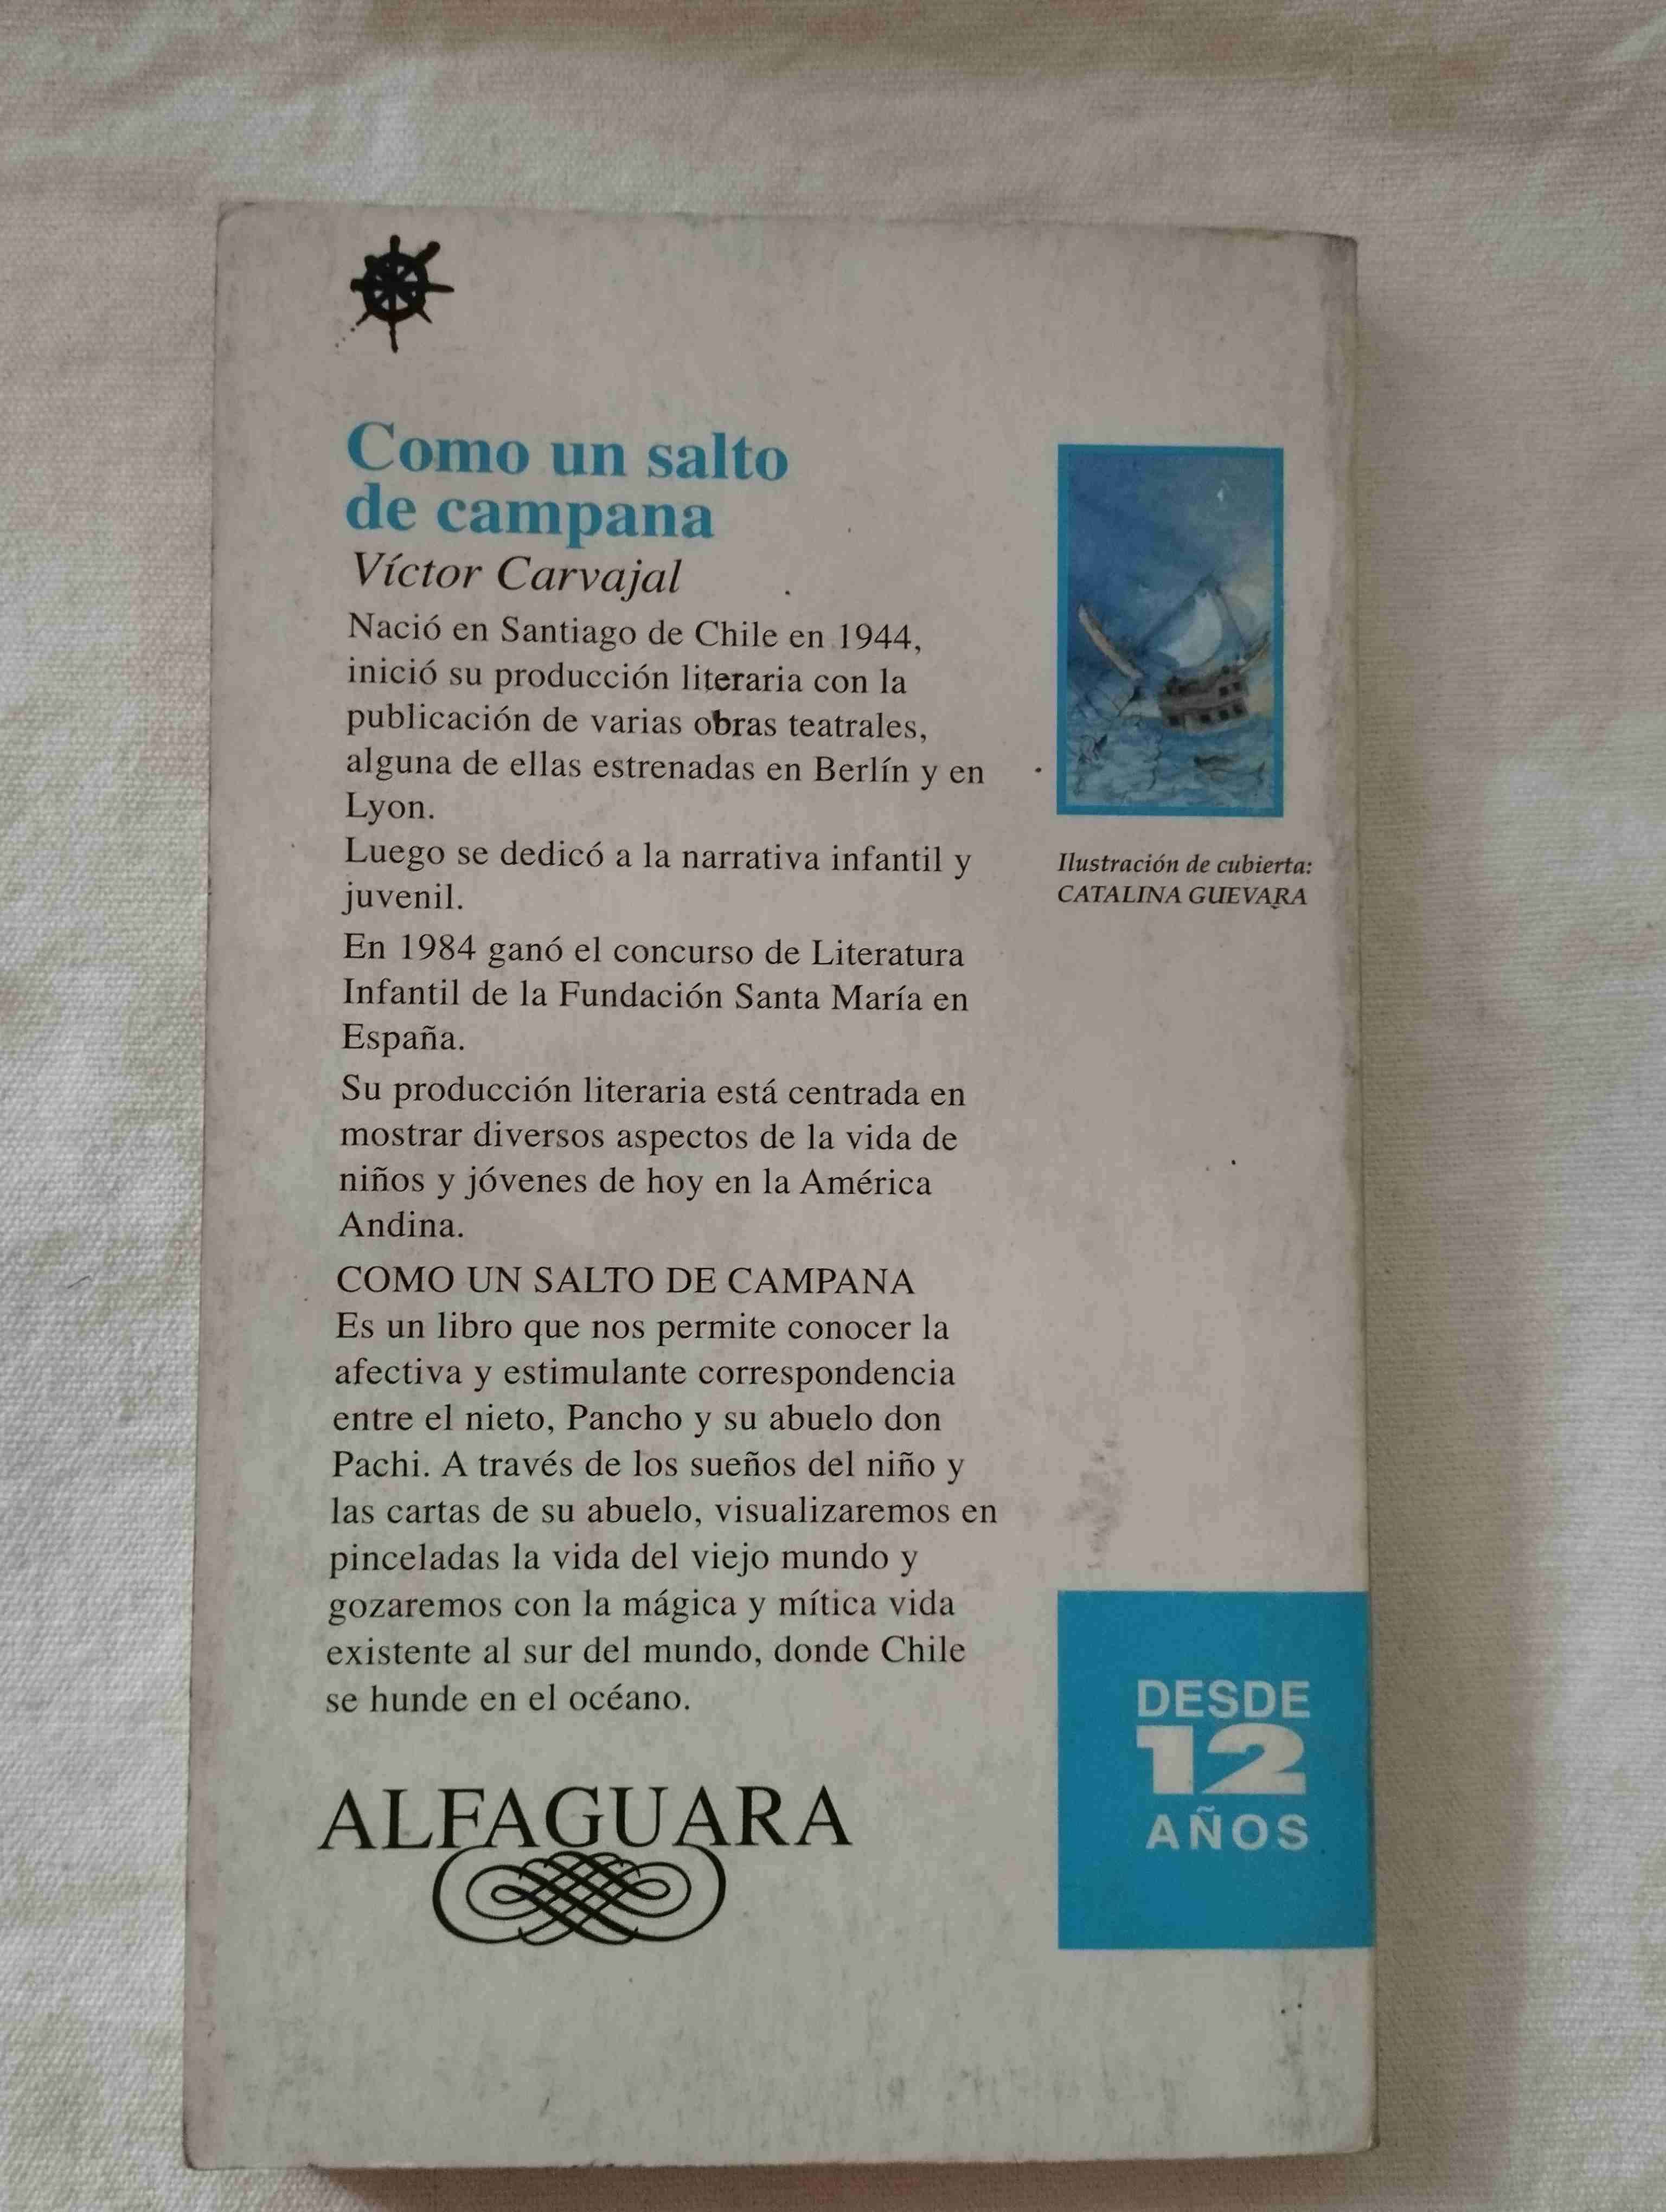 Como un salto
de campana
Víctor Carvajal
Nació en Santiago de Chile en 1944,
inició su producción literaria con la
publicación de varias obras teatrales,
alguna de ellas estrenadas en Berlín y en
Lyon.
Luego se dedicó a la narrativa infantil y
juvenil.
En 1984 ganó el concurso de Literatura
Infantil de la Fundación Santa María en
España.
Su producción literaria está centrada en
mostrar diversos aspectos de la vida de
niños y jóvenes de hoy en la América
Andina.
COMO UN SALTO DE CAMPANA
Es un libro que nos permite conocer la
afectiva y estimulante correspondencia
entre el nieto, Pancho y su abuelo don
Pachi. A través de los sueños del niño y
las cartas de su abuelo, visualizaremos en
pinceladas la vida del viejo mundo y
gozaremos con la mágica y mítica vida
existente al sur del mundo, donde Chile
se hunde en el océano.
ALFAGUARA
Ilustración de cubierta:
CATALINA GUEVARA
DESDE
12
AÑOS